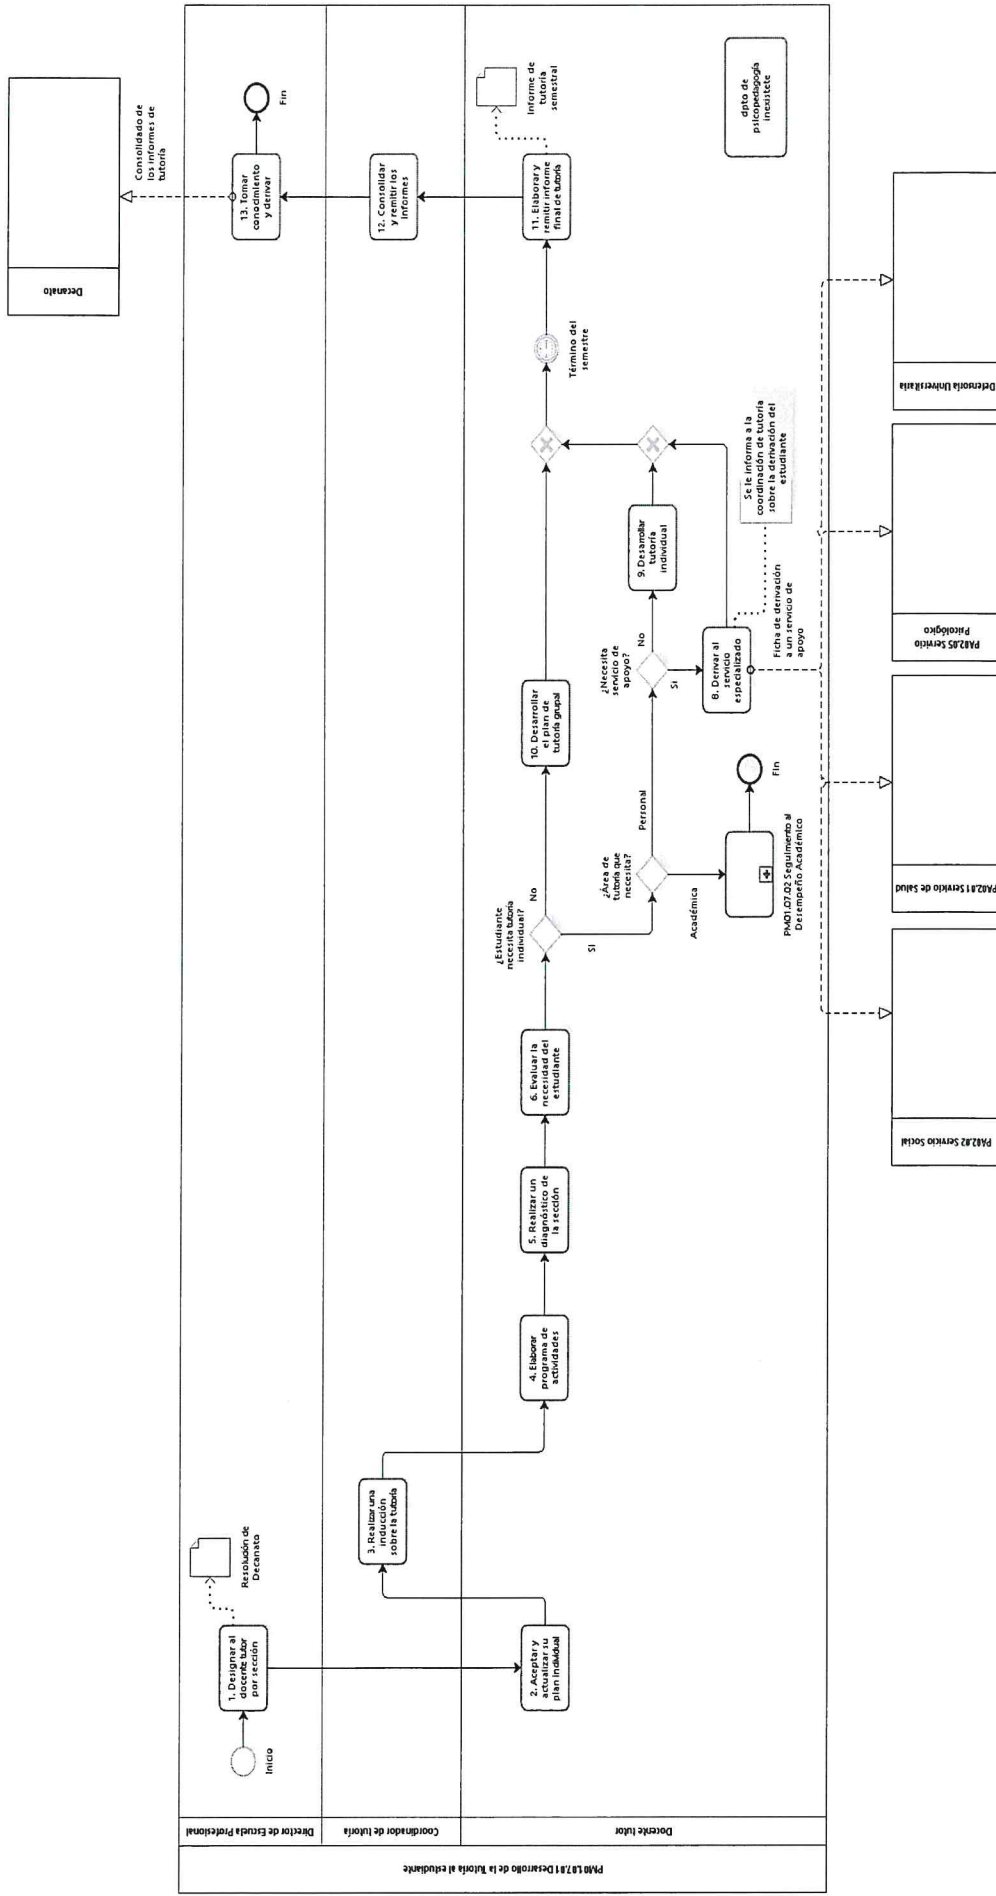 Decanato
Consolidado de
los informes de
tutoría
PM01.07.01 Desarrollo de la Tutoría al estudiante
Director de Escuela Profesional
Inicio
1. Designar al
docente tutor
por sección
Resolución de
Decanato
13. Tomar
conocimiento
y derivar
Fin
Coordinador de tutoría
3. Realizar una
inducción
sobre la tutoría
12. Consolidar
y remitir los
Informes
Docente tutor
2. Aceptar y
actualizar su
plan individual
4. Elaborar
programa de
actividades
5. Realizar un
diagnóstico de
la sección
6. Evaluar la
necesidad del
estudiante
¿Estudiante
necesita tutoría
individual?
No
Si
10. Desarrollar
el plan de
tutoría grupal
Término del
semestre
11. Elaborar y
remitir informe
final de tutoría
Informe de
tutoría
semestral
¿Área de
tutoría que
necesita?
Personal
Académica
PM01.07.02 Seguimiento al
Desempeño Académico
Fin
¿Necesita
servicio de
apoyo?
No
Si
9. Desarrollar
tutoría
individual
8. Derivar al
servicio
especializado
Se le informa a la
coordinación de tutoría
sobre la derivación del
estudiante
Ficha de derivación
a un servicio de
apoyo
dpto de
psicopedagogía
inexistete
PA02.02 Servicio Social
PA02.01 Servicio de Salud
PA02.05 Servicio
Psicológico
Defensoría Universitaria